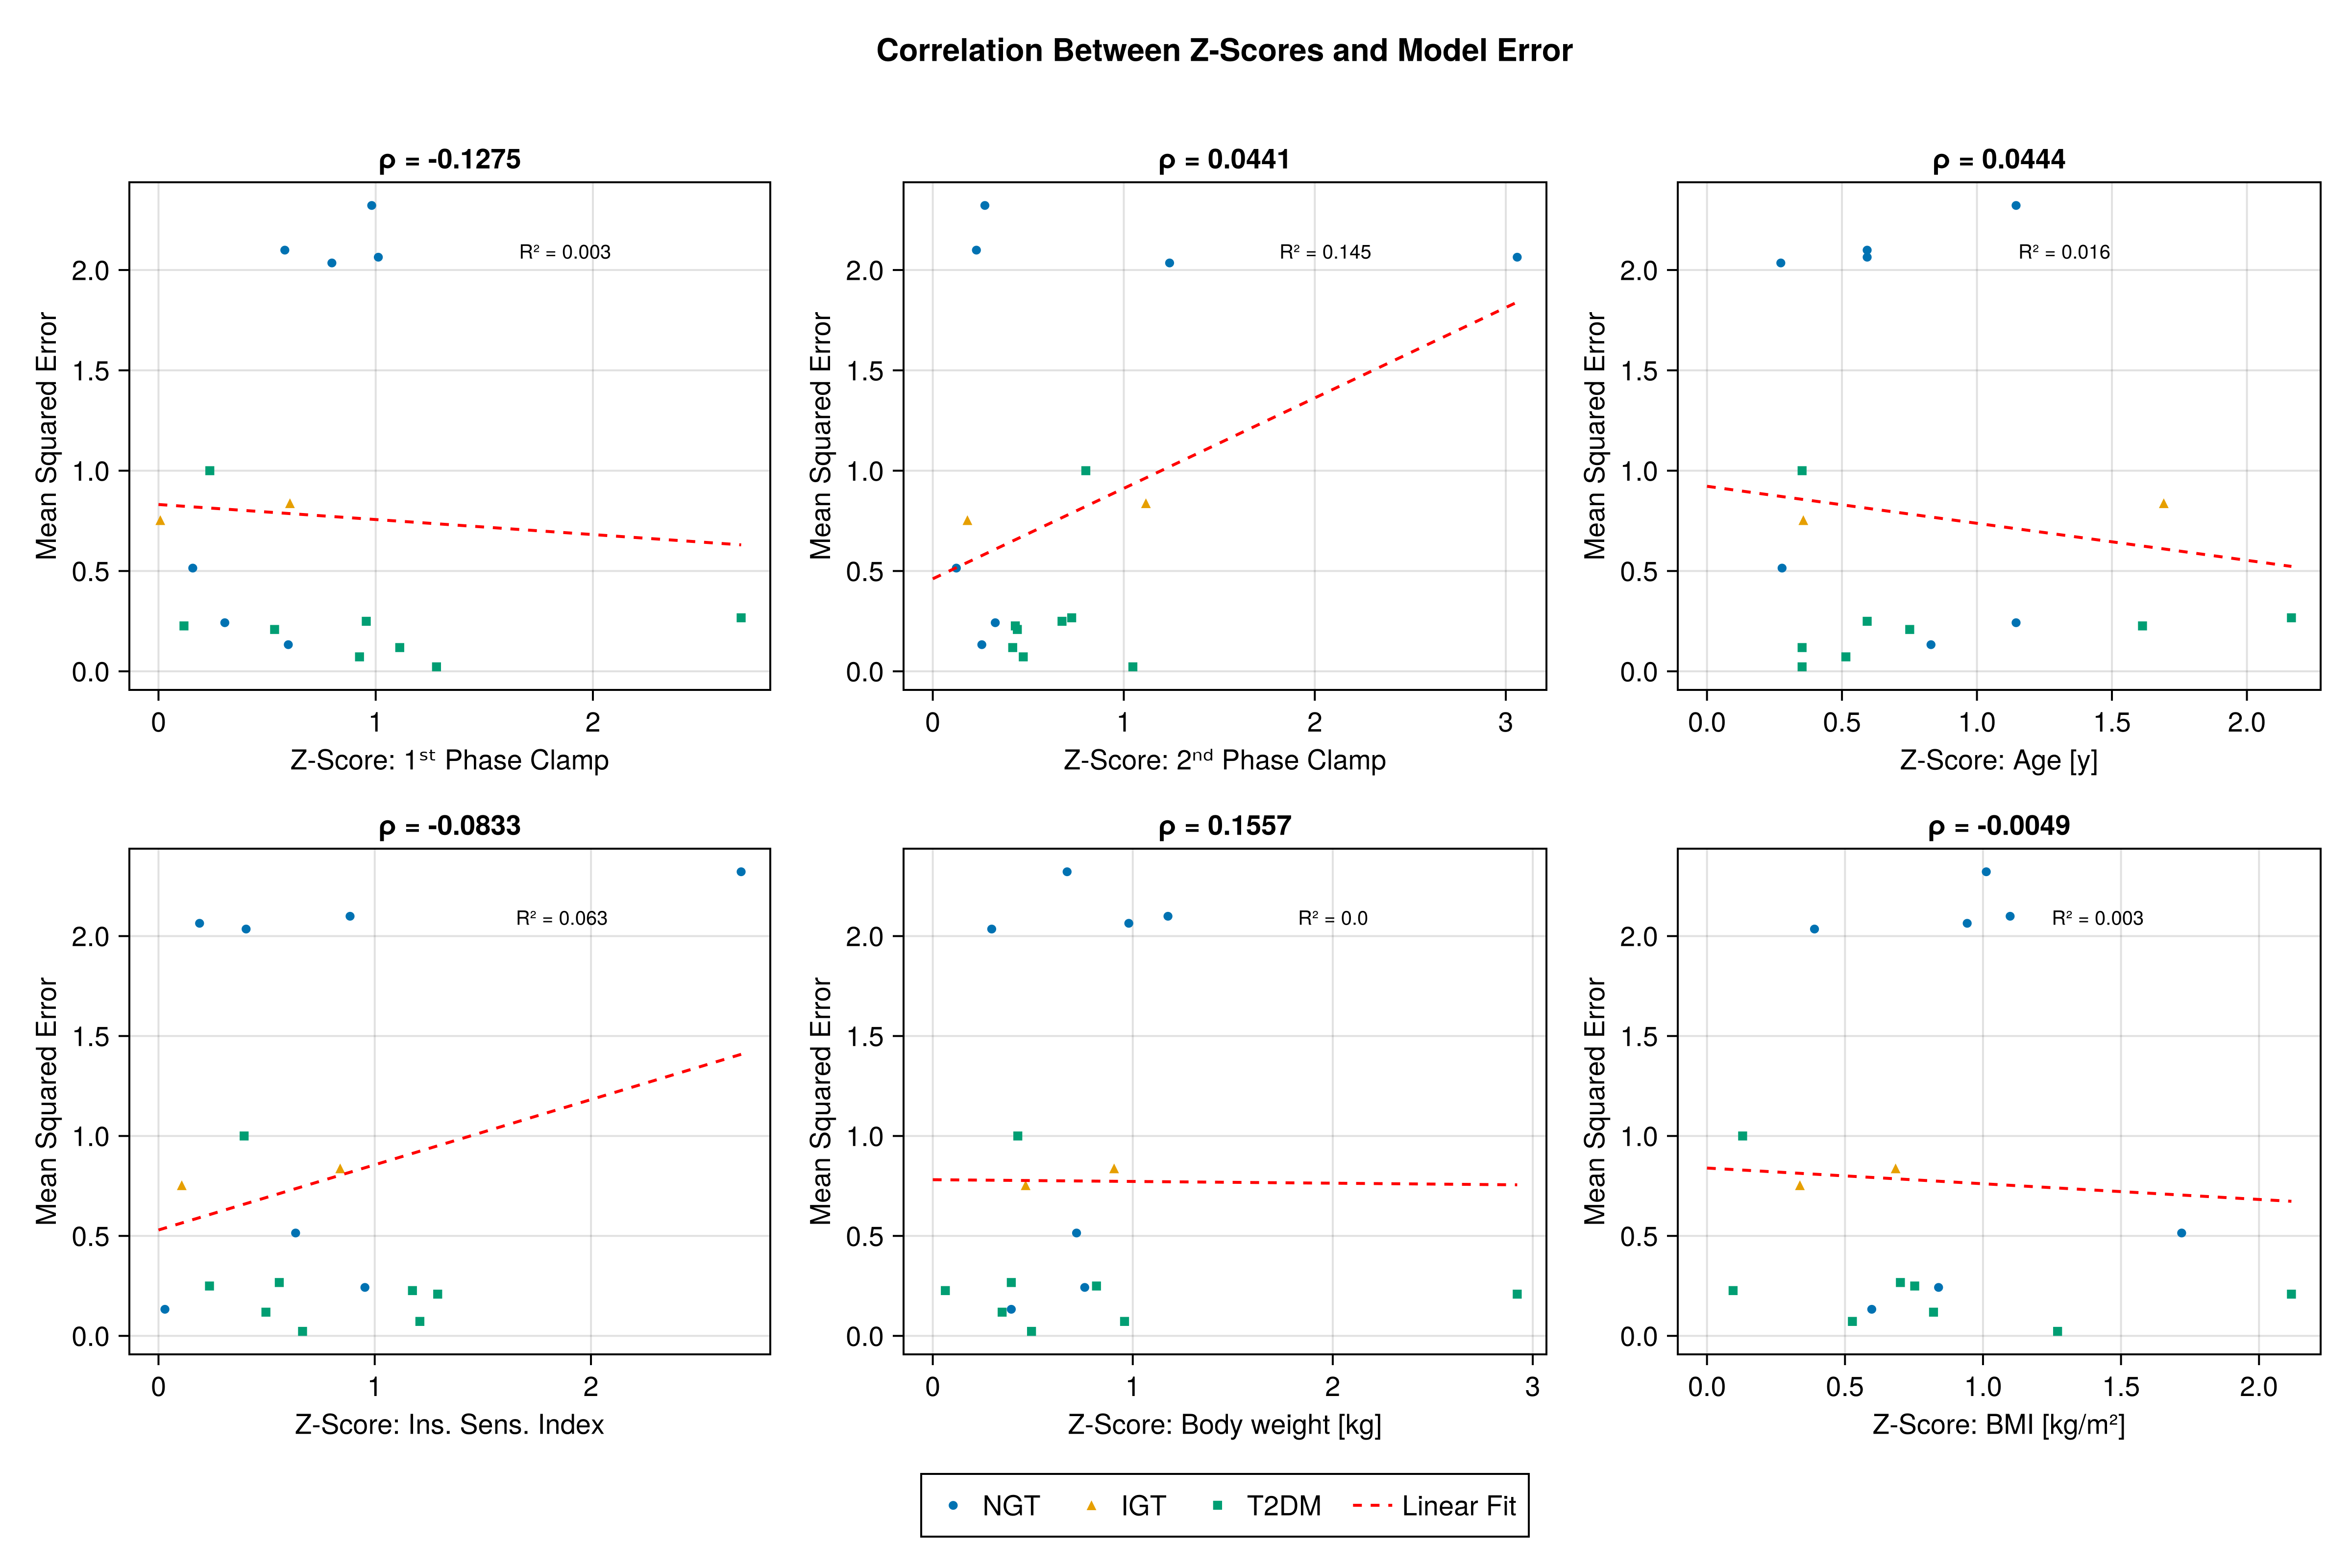 Correlation Between Z-Scores and Model Error
ρ = -0.1275
R² = 0.003
Mean Squared Error
2.0
1.5
1.0
0.5
0.0
0 1 2
Z-Score: 1ˢᵗ Phase Clamp
ρ = 0.0441
R² = 0.145
Mean Squared Error
2.0
1.5
1.0
0.5
0.0
0 1 2 3
Z-Score: 2ⁿᵈ Phase Clamp
ρ = 0.0444
R² = 0.016
Mean Squared Error
2.0
1.5
1.0
0.5
0.0
0.0 0.5 1.0 1.5 2.0
Z-Score: Age [y]
ρ = -0.0833
R² = 0.063
Mean Squared Error
2.0
1.5
1.0
0.5
0.0
0 1 2
Z-Score: Ins. Sens. Index
ρ = 0.1557
R² = 0.0
Mean Squared Error
2.0
1.5
1.0
0.5
0.0
0 1 2 3
Z-Score: Body weight [kg]
ρ = -0.0049
R² = 0.003
Mean Squared Error
2.0
1.5
1.0
0.5
0.0
0.0 0.5 1.0 1.5 2.0
Z-Score: BMI [kg/m²]
NGT IGT T2DM Linear Fit